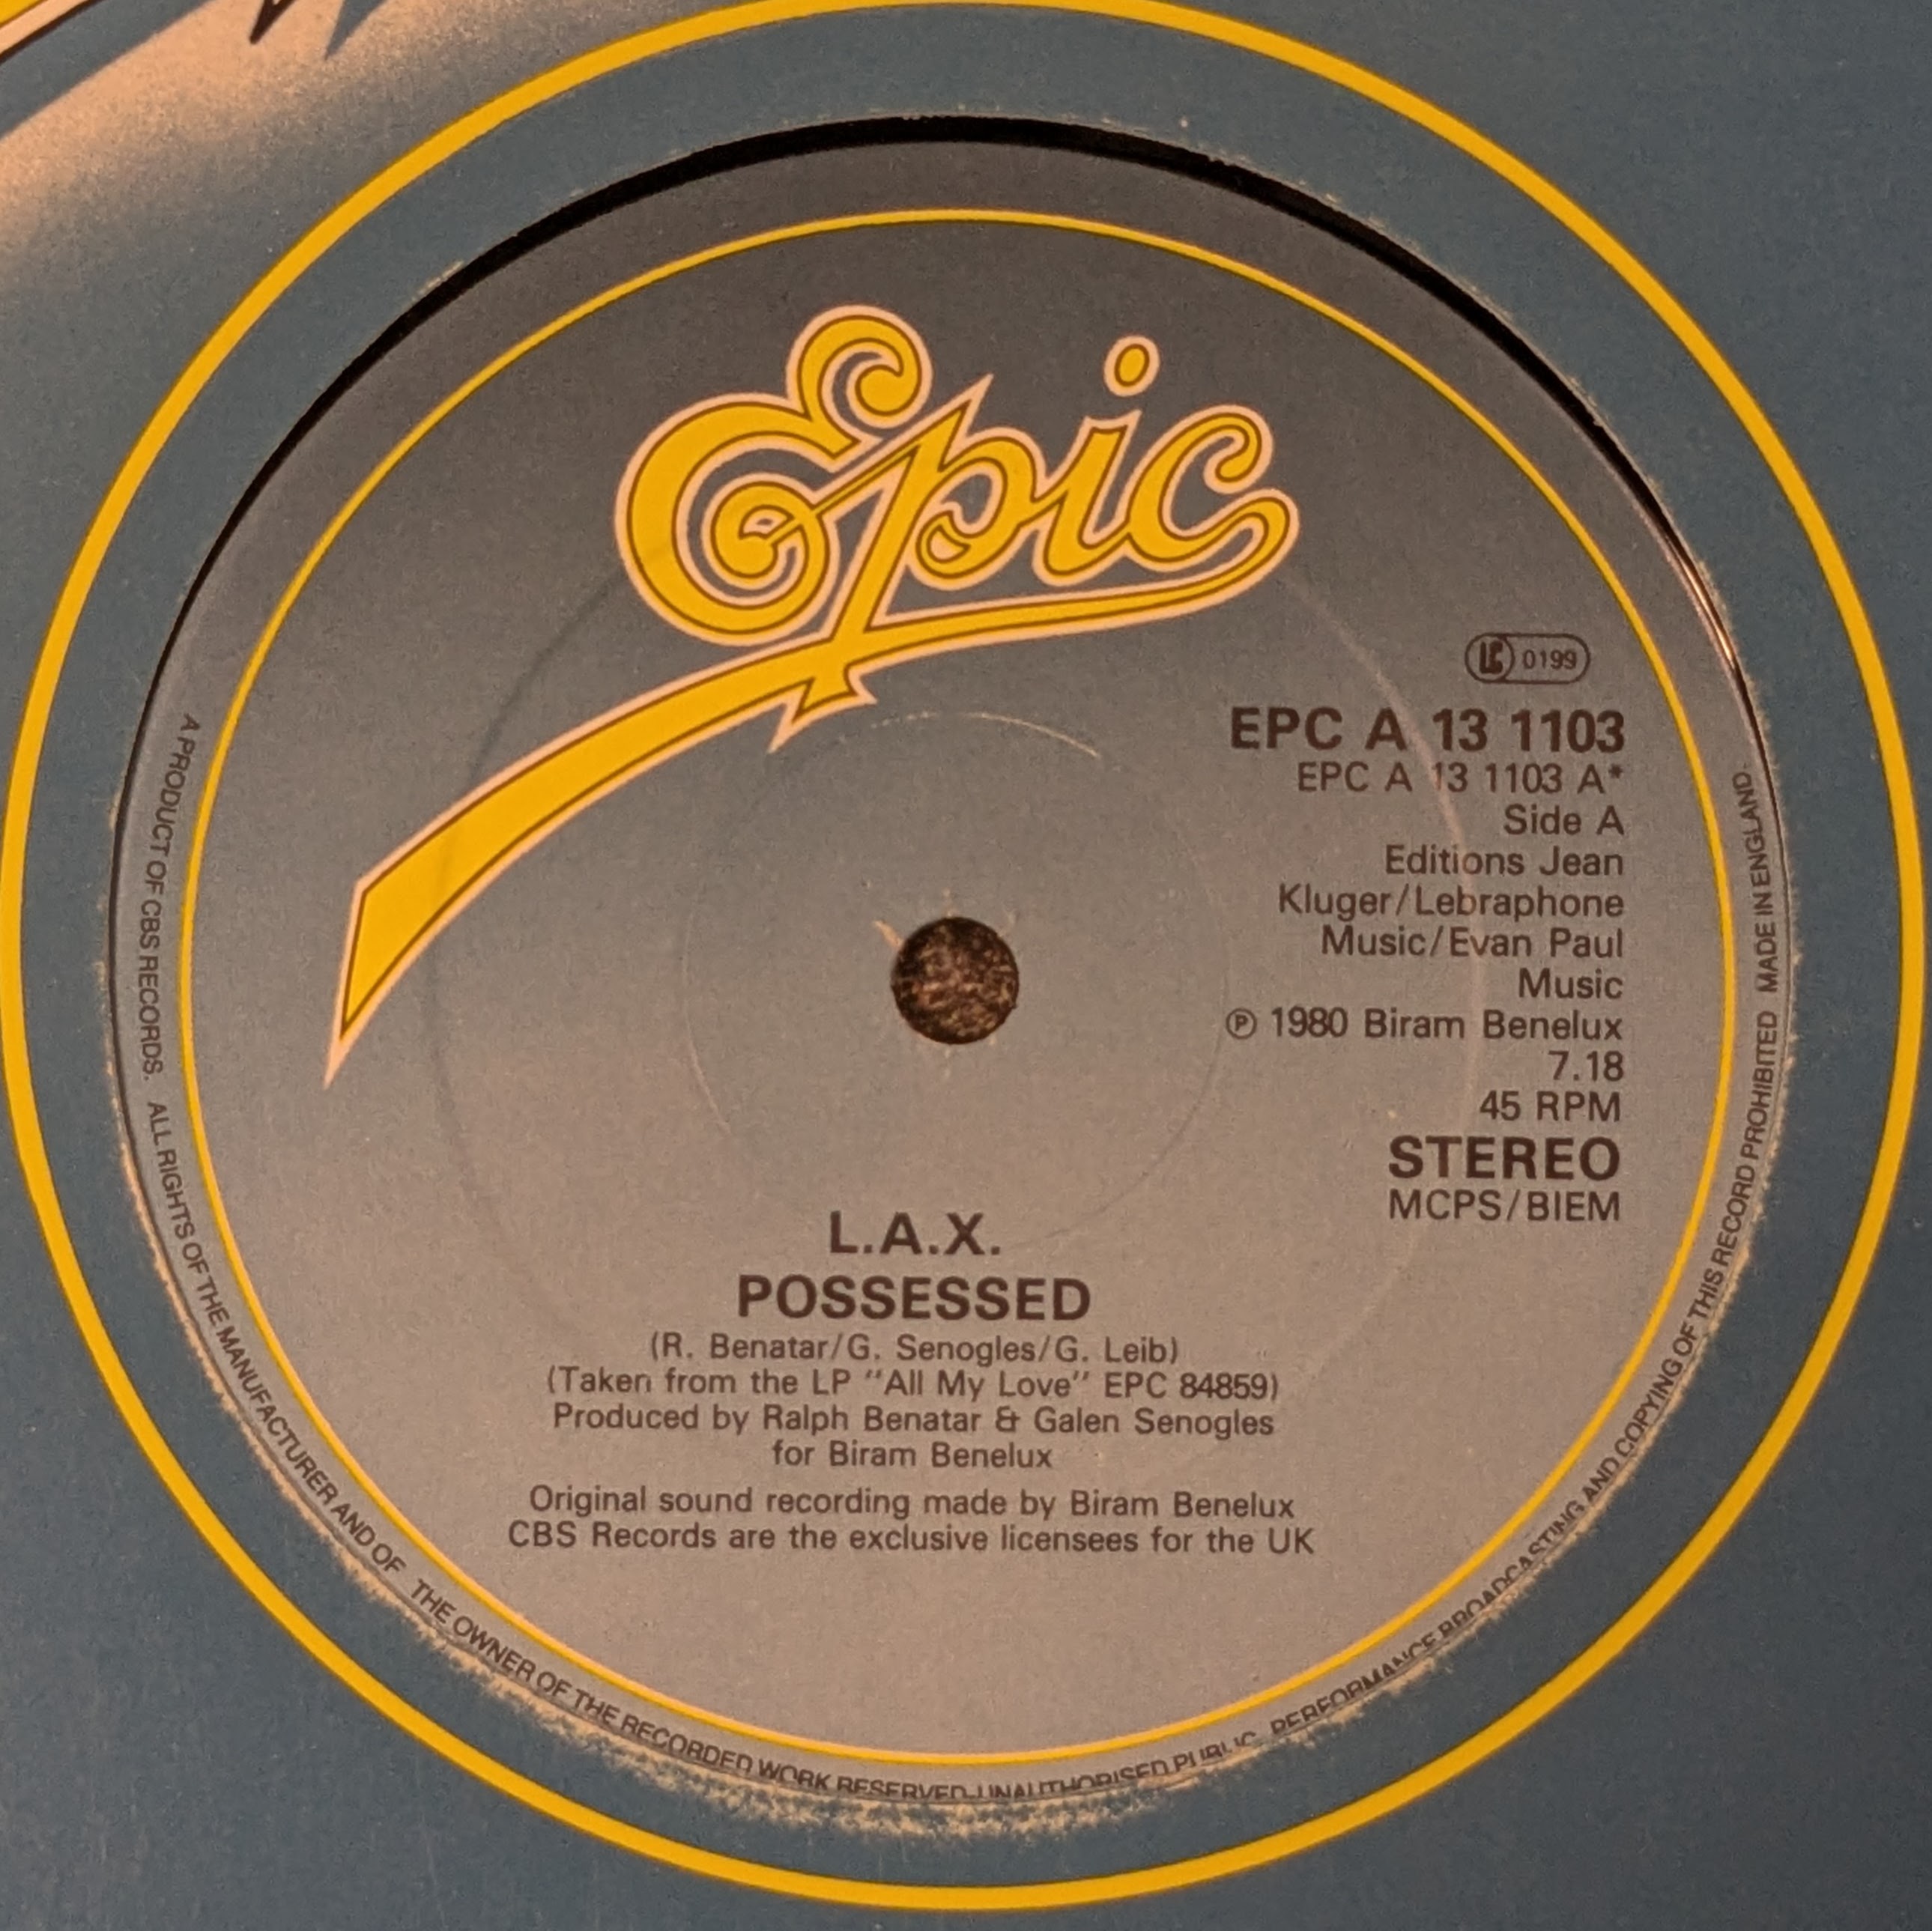 Epic
LC 0199
EPC A 13 1103
EPC A 13 1103 A*
Side A
Editions Jean
Kluger/Lebraphone
Music/Evan Paul
Music
℗ 1980 Biram Benelux
7.18
45 RPM
STEREO
MCPS/BIEM
L.A.X.
POSSESSED
(R. Benatar/G. Senogles/G. Leib)
(Taken from the LP "All My Love" EPC 84859)
Produced by Ralph Benatar & Galen Senogles
for Biram Benelux
Original sound recording made by Biram Benelux
CBS Records are the exclusive licensees for the UK
A PRODUCT OF CBS RECORDS. ALL RIGHTS OF THE MANUFACTURER AND OF THE OWNER OF THE RECORDED WORK RESERVED. UNAUTHORISED PUBLIC PERFORMANCE BROADCASTING AND COPYING OF THIS RECORD PROHIBITED MADE IN ENGLAND.